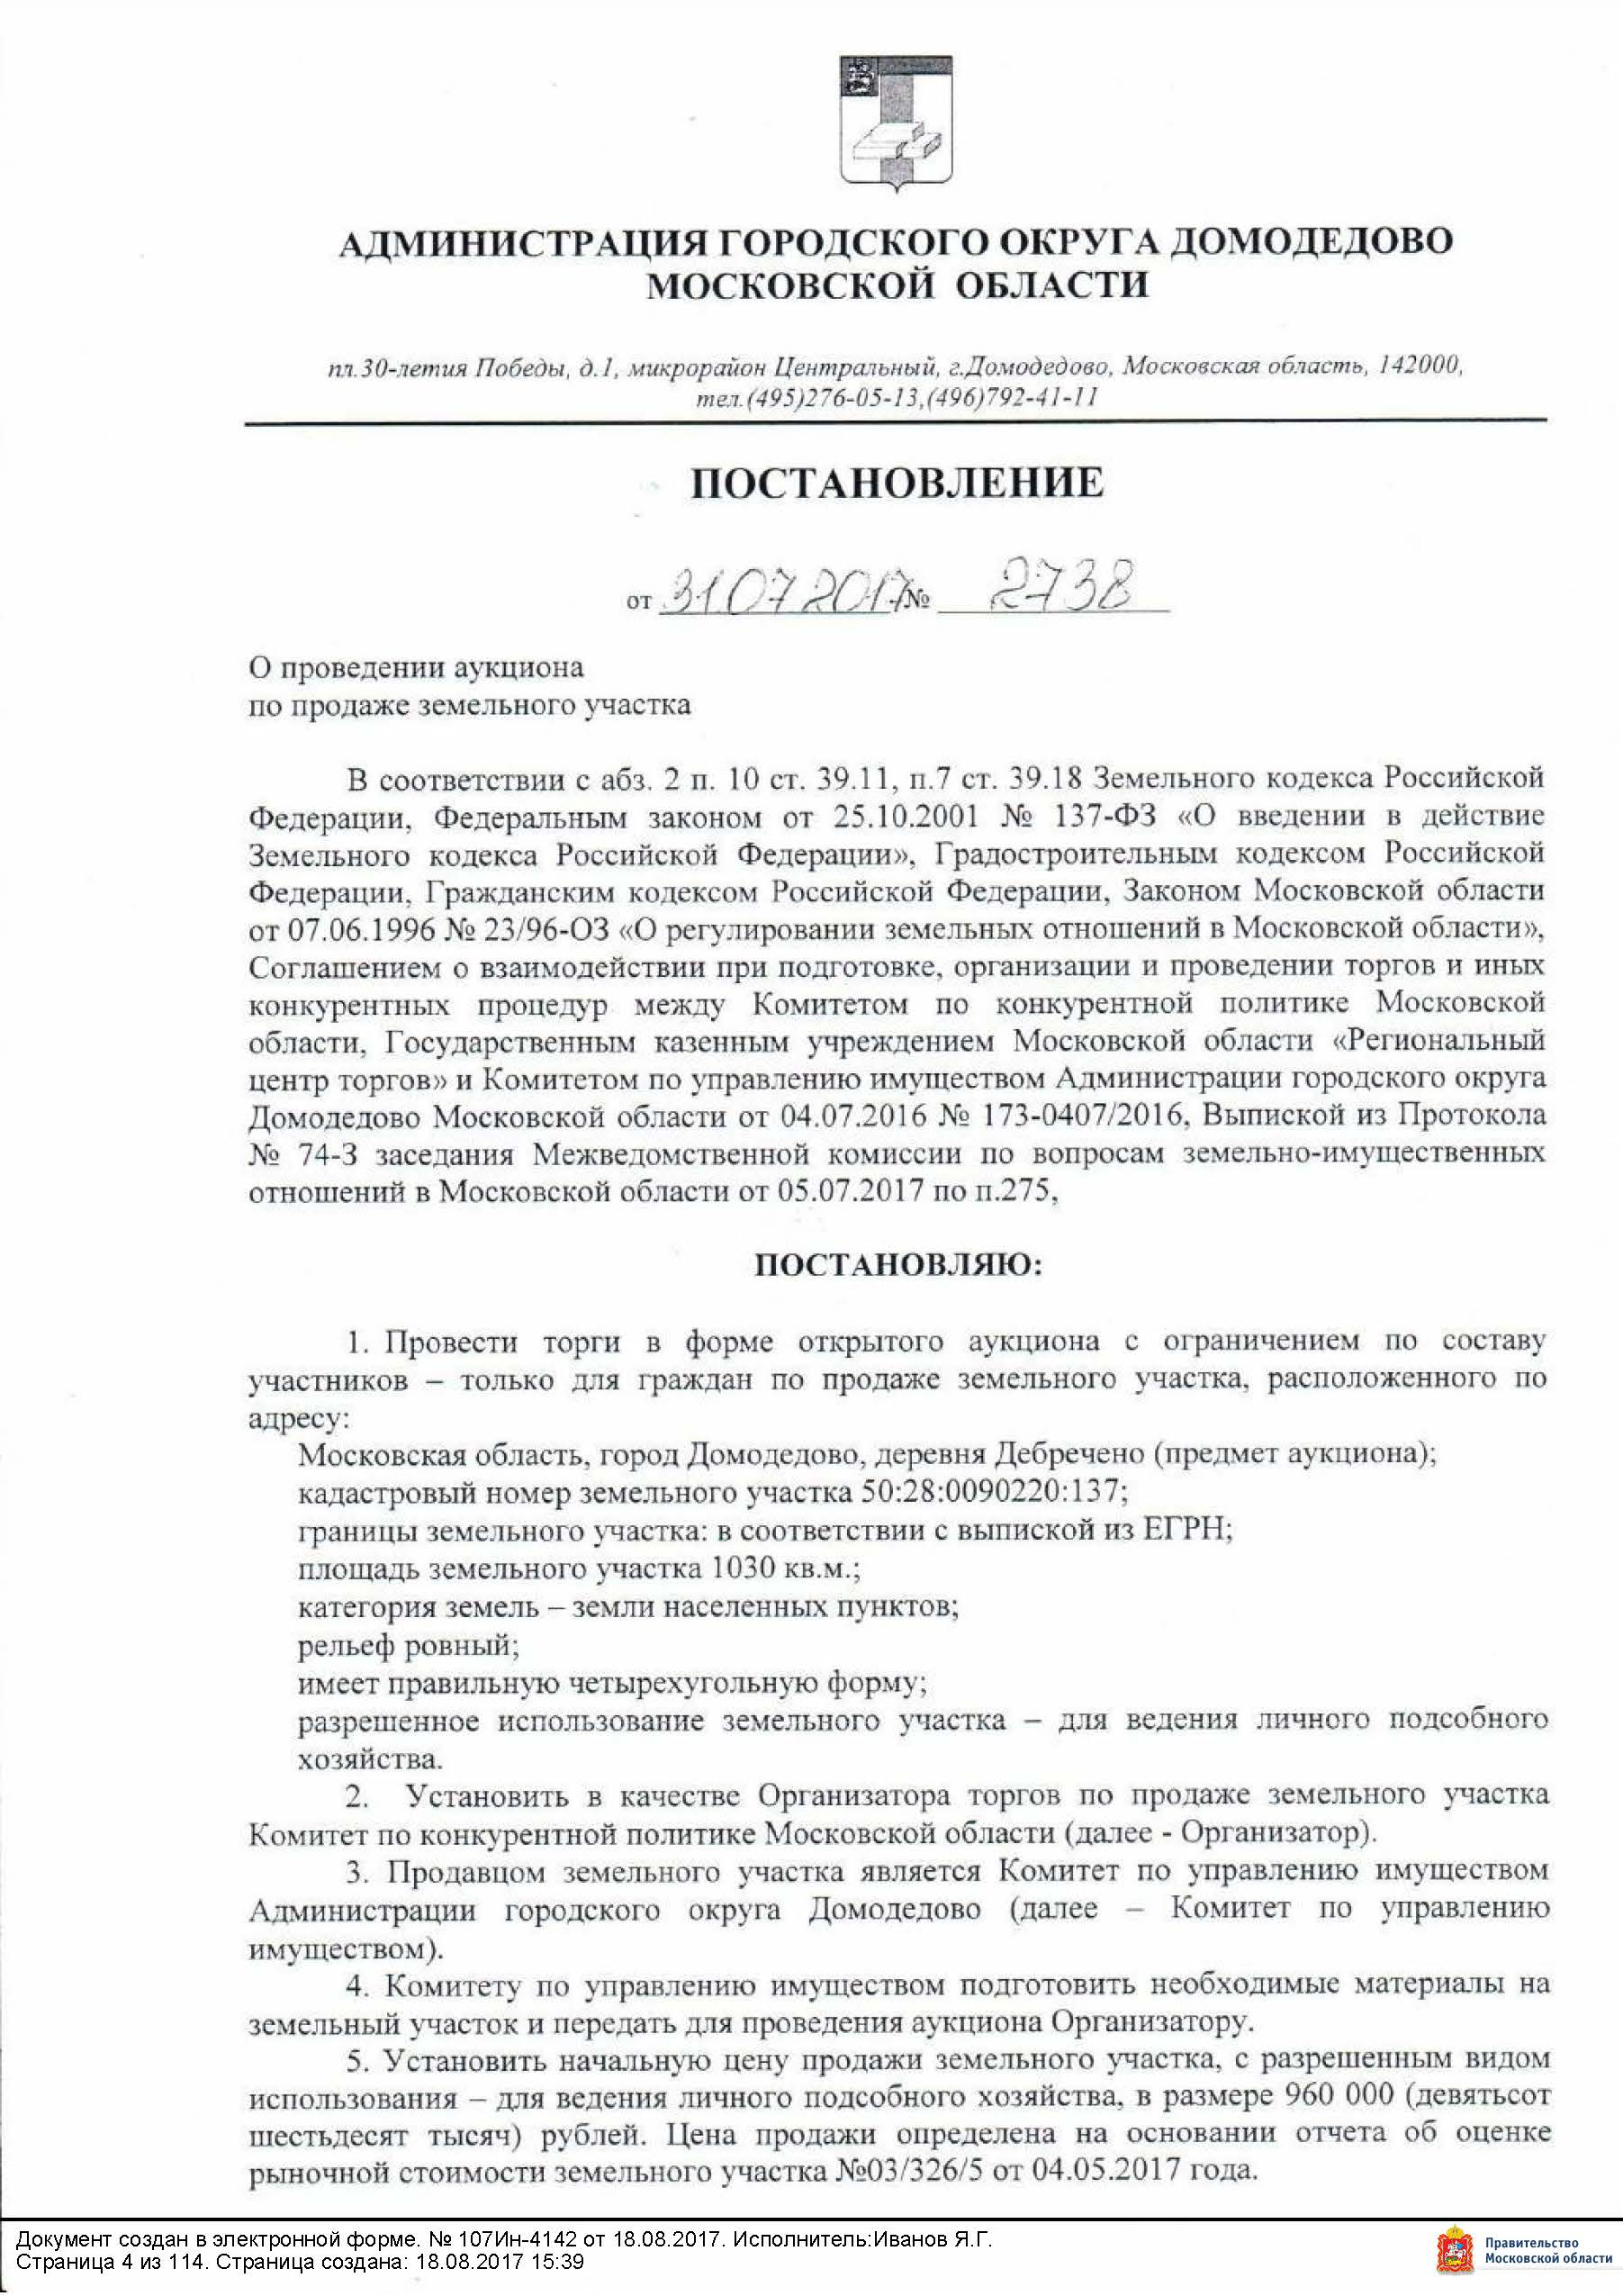 АДМИНИСТРАЦИЯ ГОРОДСКОГО ОКРУГА ДОМОДЕДОВО
МОСКОВСКОЙ ОБЛАСТИ
пл.30-летия Победы, д.1, микрорайон Центральный, г.Домодедово, Московская область, 142000,
тел.(495)276-05-13,(496)792-41-11
ПОСТАНОВЛЕНИЕ
от 31.07.2017 № 2738
О проведении аукциона
по продаже земельного участка
В соответствии с абз. 2 п. 10 ст. 39.11, п.7 ст. 39.18 Земельного кодекса Российской
Федерации, Федеральным законом от 25.10.2001 № 137-ФЗ «О введении в действие
Земельного кодекса Российской Федерации», Градостроительным кодексом Российской
Федерации, Гражданским кодексом Российской Федерации, Законом Московской области
от 07.06.1996 № 23/96-ОЗ «О регулировании земельных отношений в Московской области»,
Соглашением о взаимодействии при подготовке, организации и проведении торгов и иных
конкурентных процедур между Комитетом по конкурентной политике Московской
области, Государственным казенным учреждением Московской области «Региональный
центр торгов» и Комитетом по управлению имуществом Администрации городского округа
Домодедово Московской области от 04.07.2016 № 173-0407/2016, Выпиской из Протокола
№ 74-З заседания Межведомственной комиссии по вопросам земельно-имущественных
отношений в Московской области от 05.07.2017 по п.275,
ПОСТАНОВЛЯЮ:
1. Провести торги в форме открытого аукциона с ограничением по составу
участников – только для граждан по продаже земельного участка, расположенного по
адресу:
Московская область, город Домодедово, деревня Дебречено (предмет аукциона);
кадастровый номер земельного участка 50:28:0090220:137;
границы земельного участка: в соответствии с выпиской из ЕГРН;
площадь земельного участка 1030 кв.м.;
категория земель – земли населенных пунктов;
рельеф ровный;
имеет правильную четырехугольную форму;
разрешенное использование земельного участка – для ведения личного подсобного
хозяйства.
2. Установить в качестве Организатора торгов по продаже земельного участка
Комитет по конкурентной политике Московской области (далее - Организатор).
3. Продавцом земельного участка является Комитет по управлению имуществом
Администрации городского округа Домодедово (далее – Комитет по управлению
имуществом).
4. Комитету по управлению имуществом подготовить необходимые материалы на
земельный участок и передать для проведения аукциона Организатору.
5. Установить начальную цену продажи земельного участка, с разрешенным видом
использования – для ведения личного подсобного хозяйства, в размере 960 000 (девятьсот
шестьдесят тысяч) рублей. Цена продажи определена на основании отчета об оценке
рыночной стоимости земельного участка №03/326/5 от 04.05.2017 года.
Документ создан в электронной форме. № 107Ин-4142 от 18.08.2017. Исполнитель:Иванов Я.Г.
Страница 4 из 114. Страница создана: 18.08.2017 15:39
Правительство
Московской области